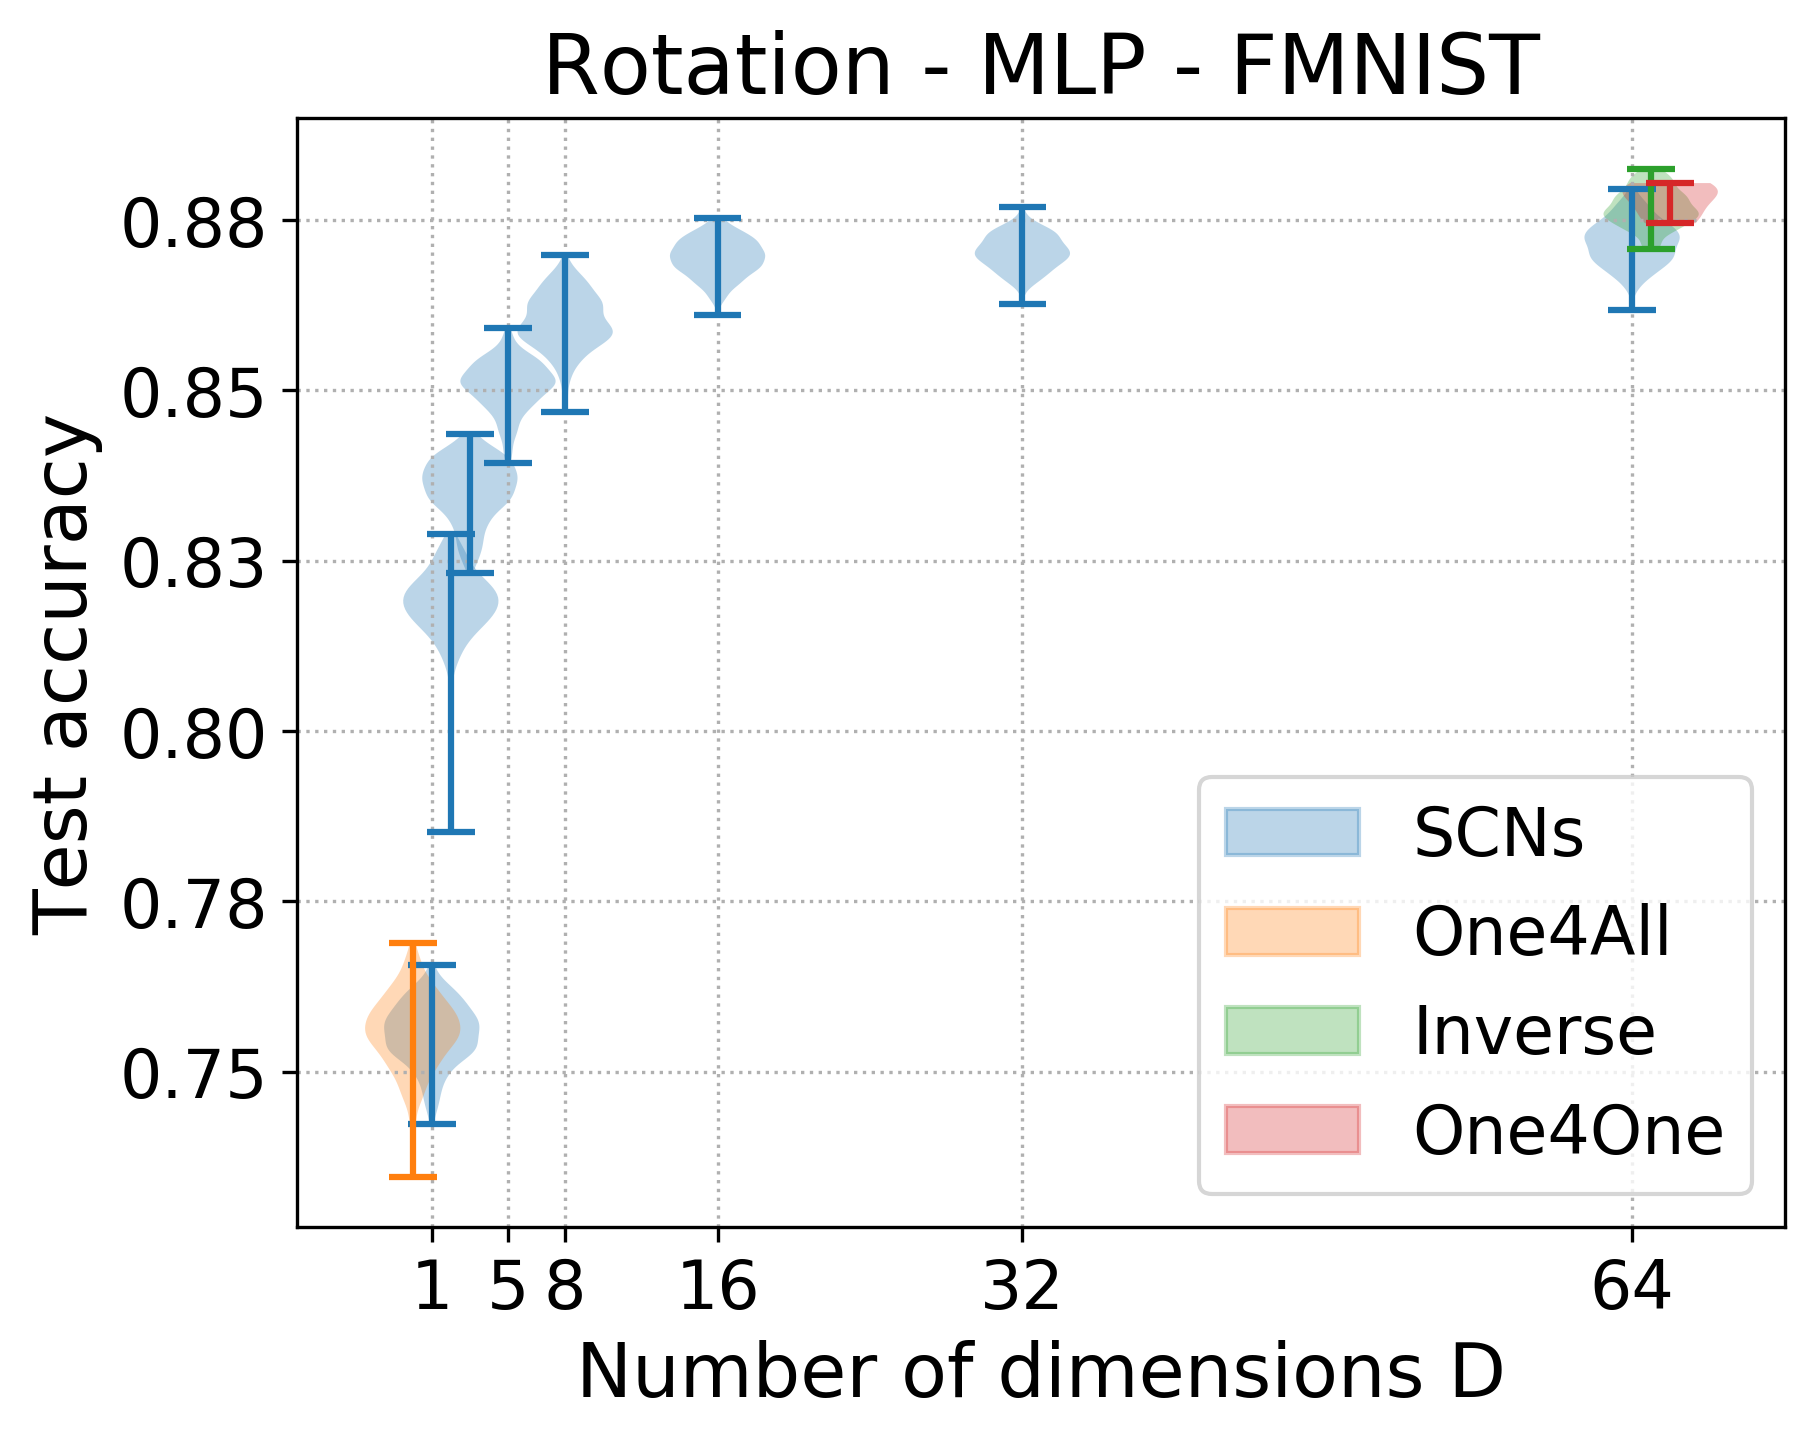 Rotation - MLP - FMNIST
Test accuracy
0.88
0.85
0.83
0.80
0.78
0.75
SCNs
One4All
Inverse
One4One
1 5 8 16 32 64
Number of dimensions D